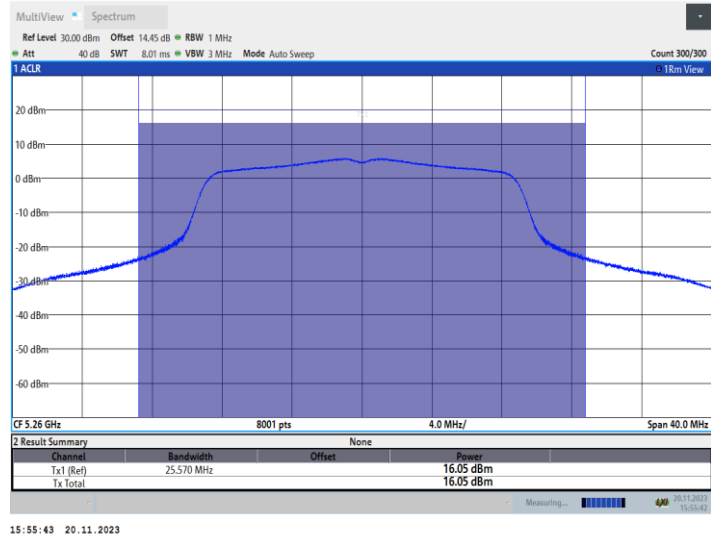 MultiView Spectrum
Ref Level 30.00 dBm Offset 14.45 dB RBW 1 MHz
Att 40 dB SWT 8.01 ms VBW 3 MHz Mode Auto Sweep Count 300/300
1 ACLR 1Rm View
20 dBm
10 dBm
0 dBm
-10 dBm
-20 dBm
-30 dBm
-40 dBm
-50 dBm
-60 dBm
CF 5.26 GHz 8001 pts 4.0 MHz/ Span 40.0 MHz
2 Result Summary None
Channel Bandwidth Offset Power
Tx1 (Ref) 25.570 MHz 16.05 dBm
Tx Total 16.05 dBm
Measuring... 20.11.2023
15:55:42
15:55:43 20.11.2023